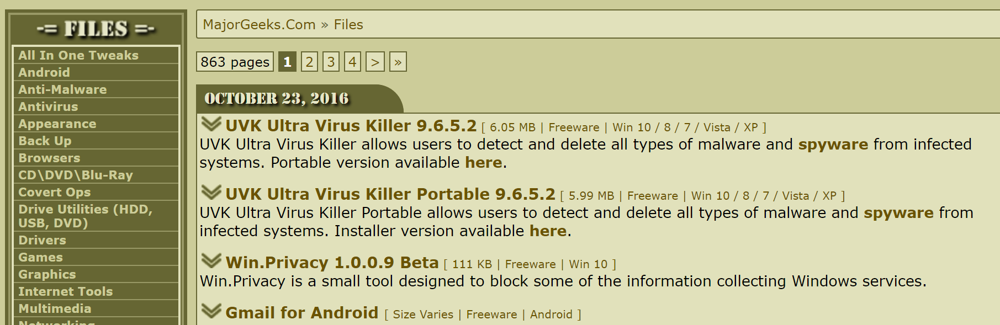 -= FILES =-
All In One Tweaks
Android
Anti-Malware
Antivirus
Appearance
Back Up
Browsers
CD\DVD\Blu-Ray
Covert Ops
Drive Utilities (HDD,
USB, DVD)
Drivers
Games
Graphics
Internet Tools
Multimedia
Networking
MajorGeeks.Com » Files
863 pages 1 2 3 4 > »
OCTOBER 23, 2016
UVK Ultra Virus Killer 9.6.5.2 [ 6.05 MB | Freeware | Win 10 / 8 / 7 / Vista / XP ]
UVK Ultra Virus Killer allows users to detect and delete all types of malware and spyware from infected
systems. Portable version available here.
UVK Ultra Virus Killer Portable 9.6.5.2 [ 5.99 MB | Freeware | Win 10 / 8 / 7 / Vista / XP ]
UVK Ultra Virus Killer Portable allows users to detect and delete all types of malware and spyware from
infected systems. Installer version available here.
Win.Privacy 1.0.0.9 Beta [ 111 KB | Freeware | Win 10 ]
Win.Privacy is a small tool designed to block some of the information collecting Windows services.
Gmail for Android [ Size Varies | Freeware | Android ]